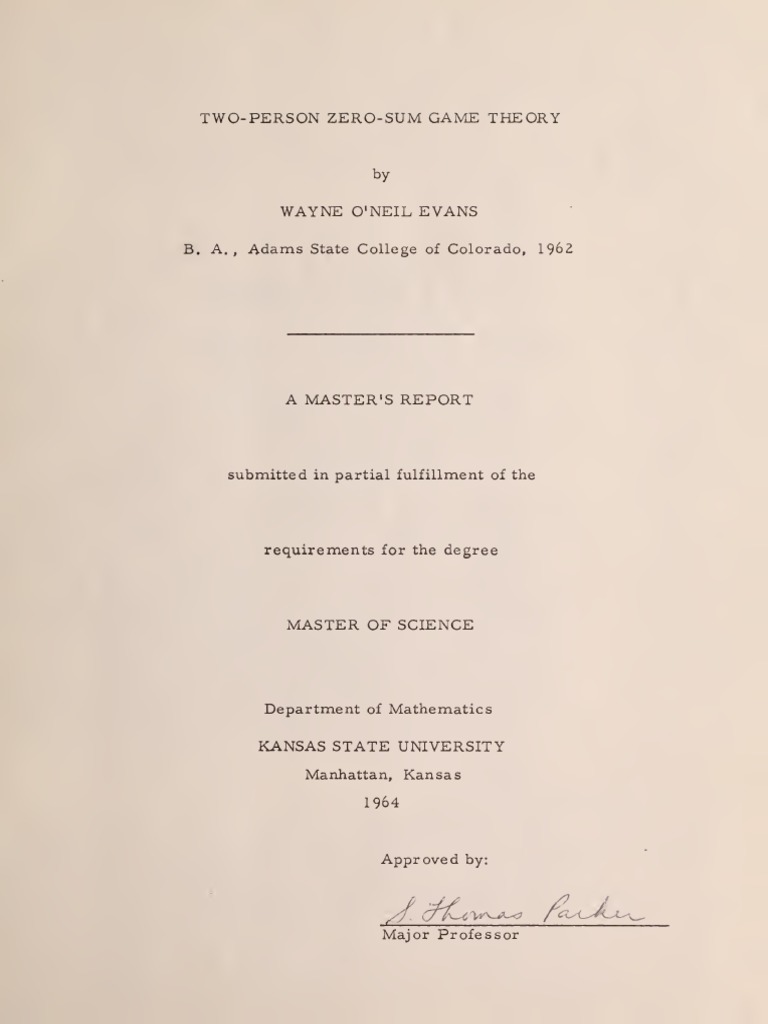 TWO-PERSON ZERO-SUM GAME THEORY
by
WAYNE O'NEIL EVANS
B. A., Adams State College of Colorado, 1962
A MASTER'S REPORT
submitted in partial fulfillment of the
requirements for the degree
MASTER OF SCIENCE
Department of Mathematics
KANSAS STATE UNIVERSITY
Manhattan, Kansas
1964
Approved by:
S. Thomas Parker
Major Professor